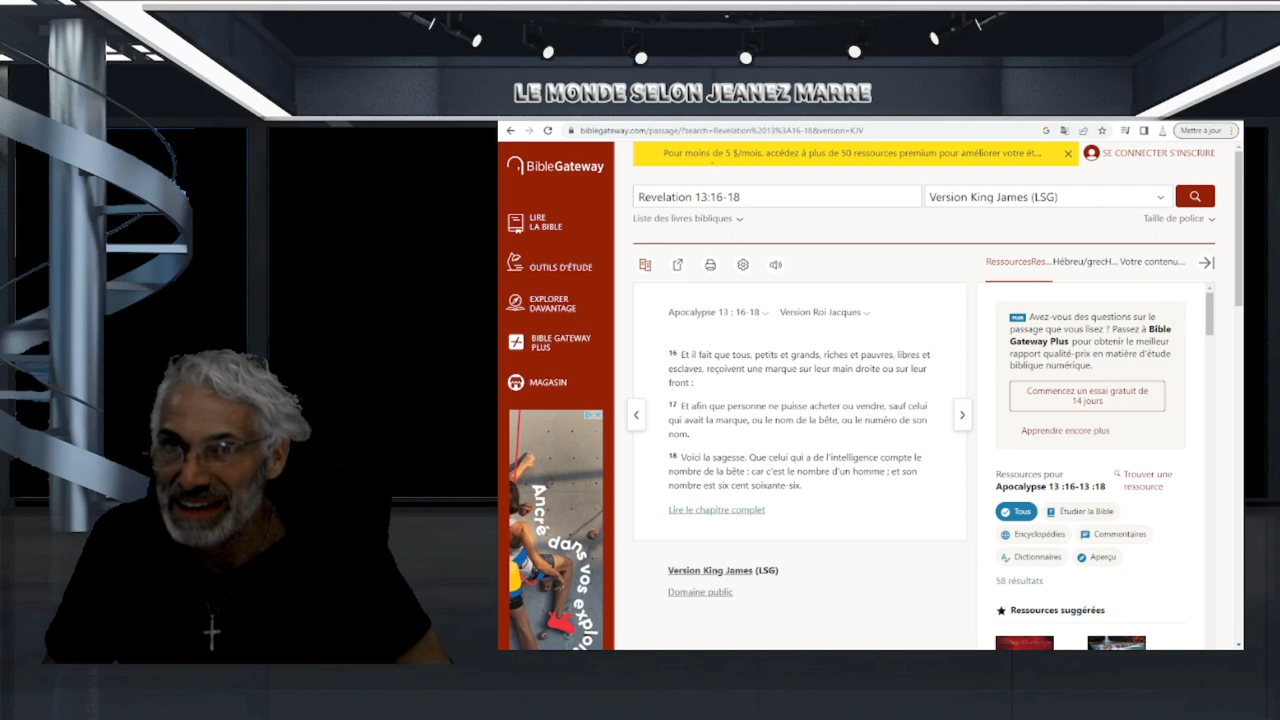 LE MONDE SELON JEANEZ MARRE
biblegateway.com/passage/?search=Revelation%2013%3A16-18&version=KJV
Mettre à jour
BibleGateway
Pour moins de 5 $/mois. accédez à plus de 50 ressources premium pour améliorer votre ét...
SE CONNECTER S'INSCRIRE
Revelation 13:16-18
Version King James (LSG)
Liste des livres bibliques
Taille de police
LIRE
LA BIBLE
OUTILS D'ÉTUDE
EXPLORER
DAVANTAGE
BIBLE GATEWAY
PLUS
MAGASIN
RessourcesRes... Hébreu/grecH... Votre contenu...
Apocalypse 13 : 16-18 Version Roi Jacques
16 Et il fait que tous, petits et grands, riches et pauvres, libres et
esclaves, reçoivent une marque sur leur main droite ou sur leur
front ;
17 Et afin que personne ne puisse acheter ou vendre, sauf celui
qui avait la marque, ou le nom de la bête, ou le numéro de son
nom.
18 Voici la sagesse. Que celui qui a de l'intelligence compte le
nombre de la bête : car c'est le nombre d'un homme ; et son
nombre est six cent soixante-six.
Lire le chapitre complet
Version King James (LSG)
Domaine public
PLUS Avez-vous des questions sur le
passage que vous lisez ? Passez à Bible
Gateway Plus pour obtenir le meilleur
rapport qualité-prix en matière d'étude
biblique numérique.
Commencez un essai gratuit de
14 jours
Apprendre encore plus
Ressources pour
Apocalypse 13 :16-13 :18
Trouver une
ressource
Tous
Étudier la Bible
Encyclopédies
Commentaires
Dictionnaires
Aperçu
58 résultats
Ressources suggérées
Ancré dans vos explo